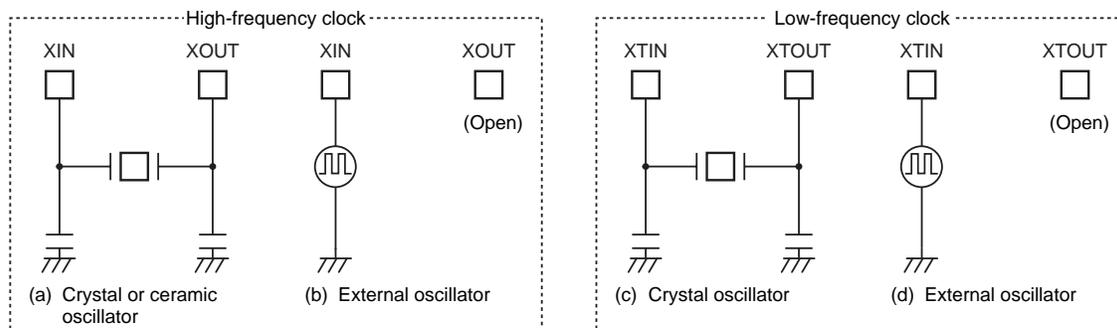 High-frequency clock
XIN XOUT XIN XOUT
(Open)
(a) Crystal or ceramic oscillator
(b) External oscillator
Low-frequency clock
XTIN XTOUT XTIN XTOUT
(Open)
(c) Crystal oscillator
(d) External oscillator